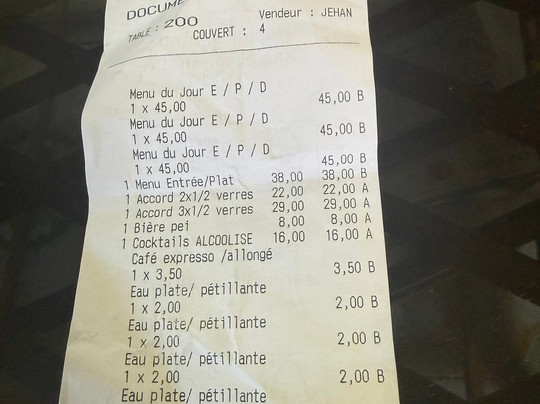 DOCUME
TABLE : 200
Vendeur : JEHAN
COUVERT : 4
Menu du Jour E / P / D
1 x 45,00 45,00 B
Menu du Jour E / P / D
1 x 45,00 45,00 B
Menu du Jour E / P / D
1 x 45,00 45,00 B
1 Menu Entrée/Plat 38,00 38,00 B
1 Accord 2x1/2 verres 22,00 22,00 A
1 Accord 3x1/2 verres 29,00 29,00 A
1 Bière pei 8,00 8,00 A
1 Cocktails ALCOOLISE 16,00 16,00 A
Café expresso /allongé
1 x 3,50 3,50 B
Eau plate/ pétillante
1 x 2,00 2,00 B
Eau plate/ pétillante
1 x 2,00 2,00 B
Eau plate/ pétillante
1 x 2,00 2,00 B
Eau plate/ pétillante